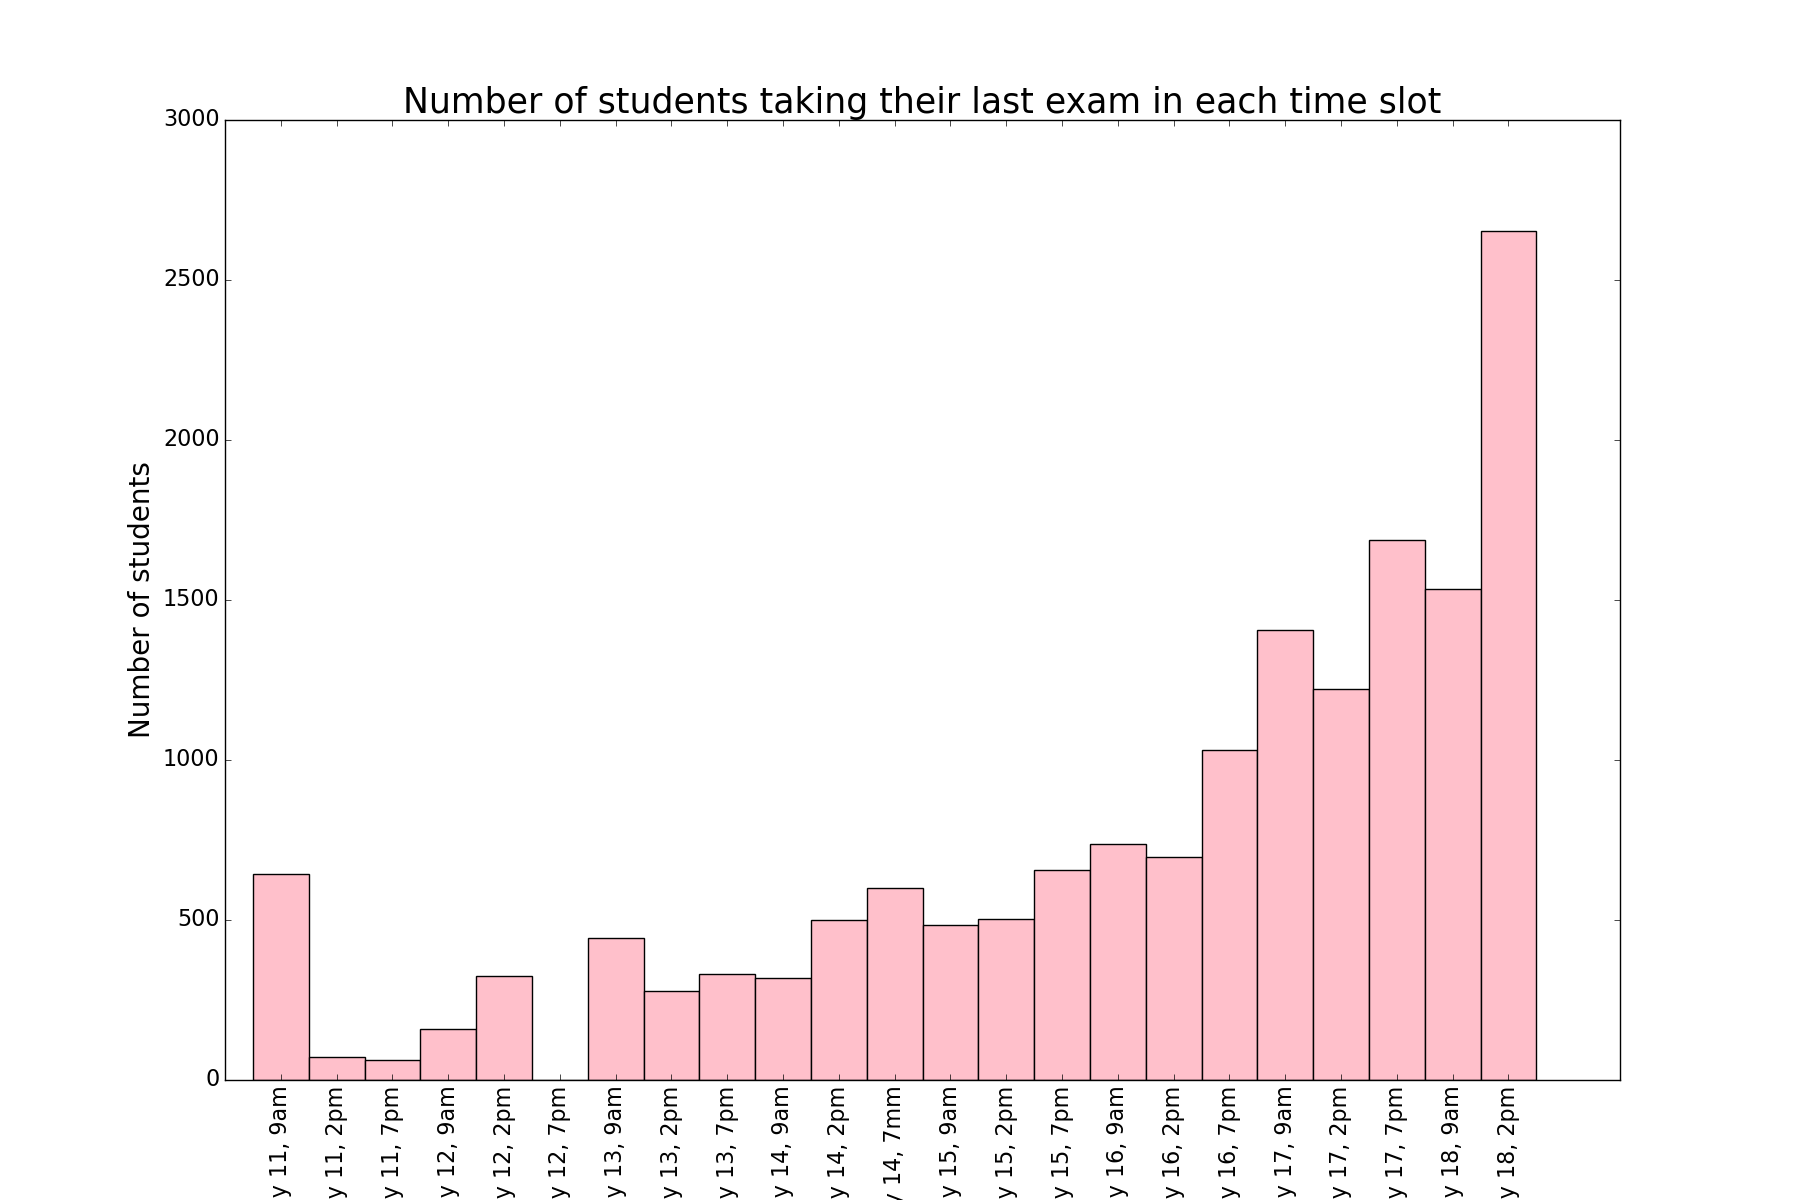 Number of students taking their last exam in each time slot
Number of students
3000
2500
2000
1500
1000
500
0
y 11, 9am
y 11, 2pm
y 11, 7pm
y 12, 9am
y 12, 2pm
y 12, 7pm
y 13, 9am
y 13, 2pm
y 13, 7pm
y 14, 9am
y 14, 2pm
y 14, 7mm
y 15, 9am
y 15, 2pm
y 15, 7pm
y 16, 9am
y 16, 2pm
y 16, 7pm
y 17, 9am
y 17, 2pm
y 17, 7pm
y 18, 9am
y 18, 2pm